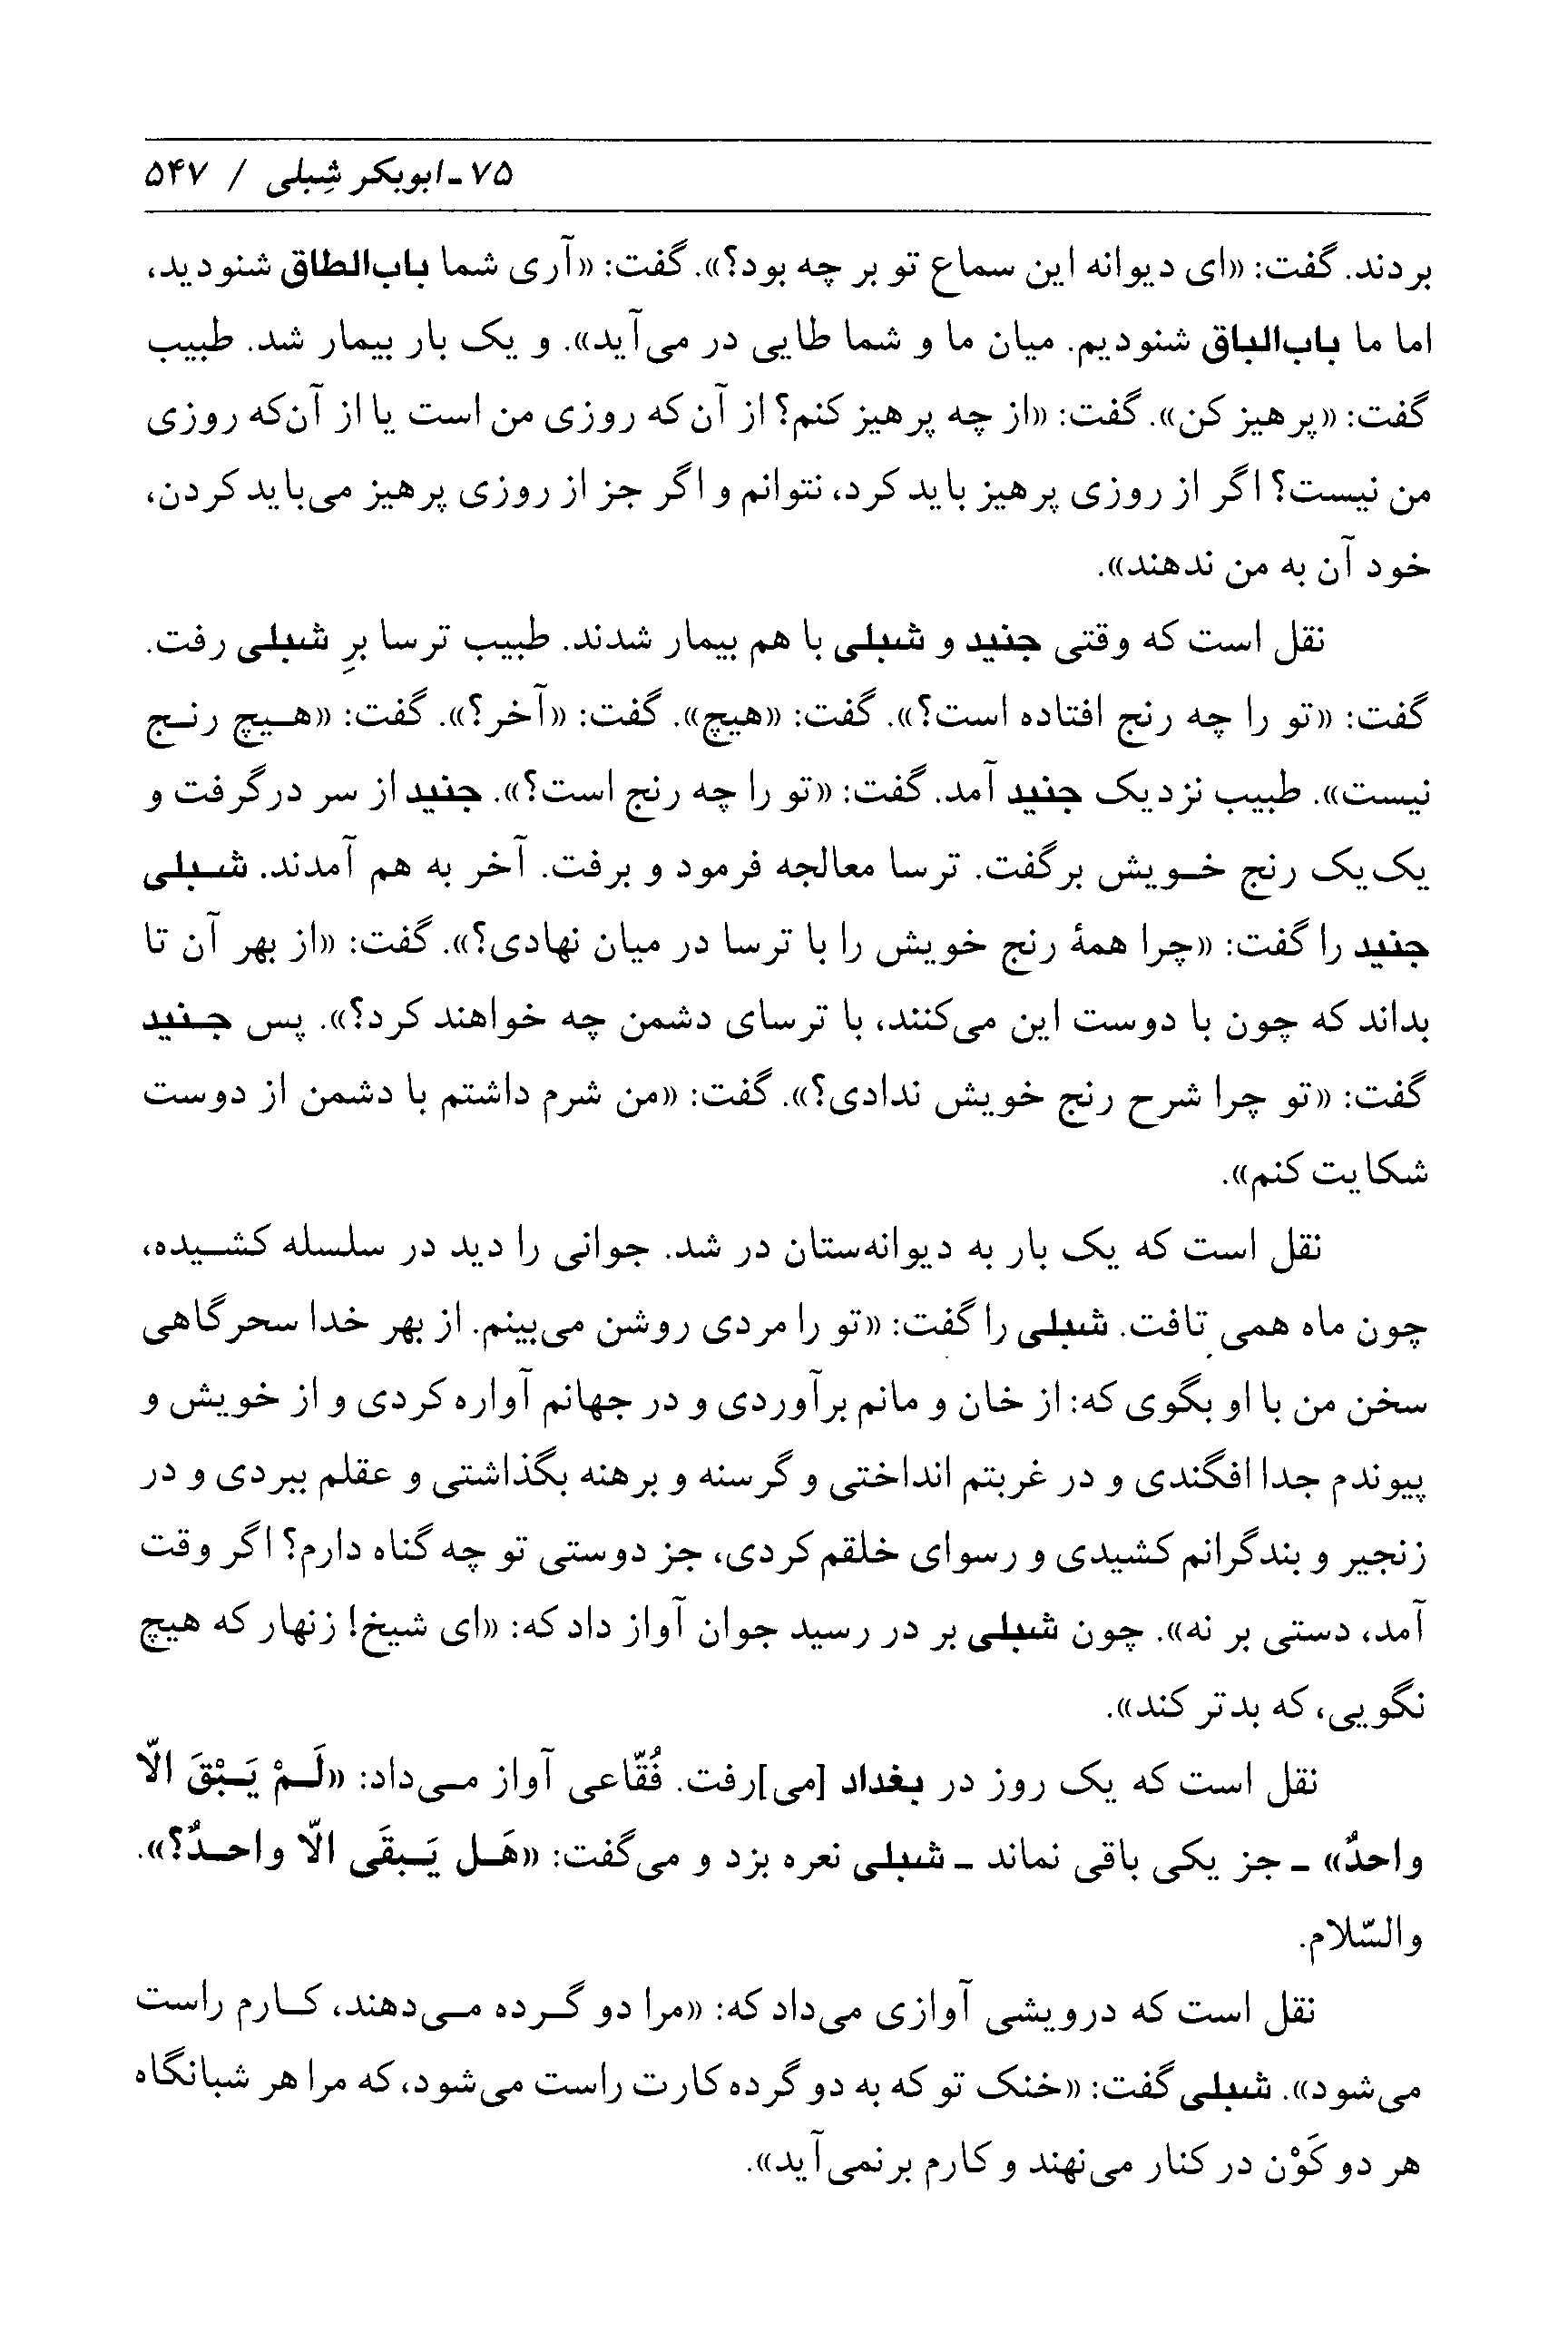 ۷۵ـ ابوبکر شِبلی / ۵۴۷
بردند. گفت: «ای دیوانه این سماع تو بر چه بود؟». گفت: «آری شما باب‌الطاق شنودید،
اما ما باب‌الباق شنودیم. میان ما و شما طایی در می‌آید». و یک بار بیمار شد. طبیب
گفت: «پرهیز کن». گفت: «از چه پرهیز کنم؟ از آن که روزی من است یا از آن‌که روزی
من نیست؟ اگر از روزی پرهیز باید کرد، نتوانم و اگر جز از روزی پرهیز می‌باید کردن،
خود آن به من ندهند».
نقل است که وقتی جنید و شبلی با هم بیمار شدند. طبیب ترسا برِ شبلی رفت.
گفت: «تو را چه رنج افتاده است؟». گفت: «هیچ». گفت: «آخر؟». گفت: «هیچ رنج
نیست». طبیب نزدیک جنید آمد. گفت: «تو را چه رنج است؟». جنید از سر درگرفت و
یک‌یک رنج خویش برگفت. ترسا معالجه فرمود و برفت. آخر به هم آمدند. شبلی
جنید را گفت: «چرا همهٔ رنج خویش را با ترسا در میان نهادی؟». گفت: «از بهر آن تا
بداند که چون با دوست این می‌کنند، با ترسای دشمن چه خواهند کرد؟». پس جنید
گفت: «تو چرا شرح رنج خویش ندادی؟». گفت: «من شرم داشتم با دشمن از دوست
شکایت کنم».
نقل است که یک بار به دیوانه‌ستان در شد. جوانی را دید در سلسله کشیده،
چون ماه همی تافت. شبلی را گفت: «تو را مردی روشن می‌بینم. از بهر خدا سحرگاهی
سخن من با او بگوی که: از خان و مانم برآوردی و در جهانم آواره کردی و از خویش و
پیوندم جدا افگندی و در غربتم انداختی و گرسنه و برهنه بگذاشتی و عقلم ببردی و در
زنجیر و بندگرانم کشیدی و رسوای خلقم کردی، جز دوستی تو چه گناه دارم؟ اگر وقت
آمد، دستی بر نه». چون شبلی بر در رسید جوان آواز داد که: «ای شیخ! زنهار که هیچ
نگویی، که بدتر کند».
نقل است که یک روز در بغداد [می]رفت. فُقّاعی آواز می‌داد: «لَمْ یَبْقَ الّا
واحدٌ» ـ جز یکی باقی نماند ـ شبلی نعره بزد و می‌گفت: «هَل یَبقَی الّا واحدٌ؟».
والسّلام.
نقل است که درویشی آوازی می‌داد که: «مرا دو گرده می‌دهند، کارم راست
می‌شود». شبلی گفت: «خنک تو که به دو گرده کارت راست می‌شود، که مرا هر شبانگاه
هر دو کَوْن در کنار می‌نهند و کارم برنمی‌آید».